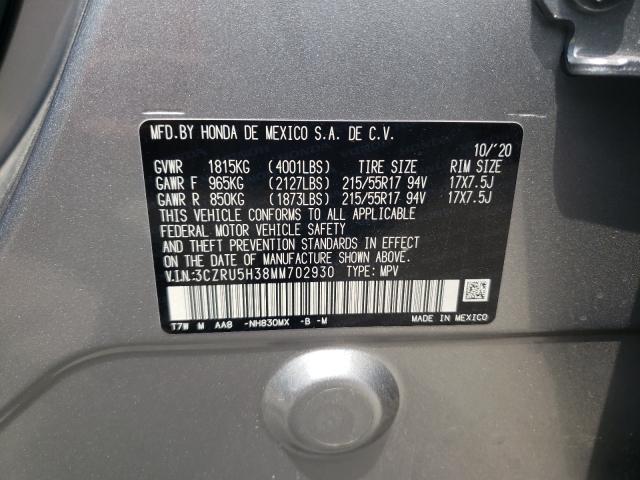 MFD.BY HONDA DE MEXICO S.A. DE C.V.
10/'20
GVWR 1815KG (4001LBS) TIRE SIZE RIM SIZE
GAWR F 965KG (2127LBS) 215/55R17 94V 17X7.5J
GAWR R 850KG (1873LBS) 215/55R17 94V 17X7.5J
THIS VEHICLE CONFORMS TO ALL APPLICABLE
FEDERAL MOTOR VEHICLE SAFETY
AND THEFT PREVENTION STANDARDS IN EFFECT
ON THE DATE OF MANUFACTURE SHOWN ABOVE.
V.I.N.:3CZRU5H38MM702930 TYPE: MPV
T7W M AA8 -NH830MX -B -M MADE IN MEXICO